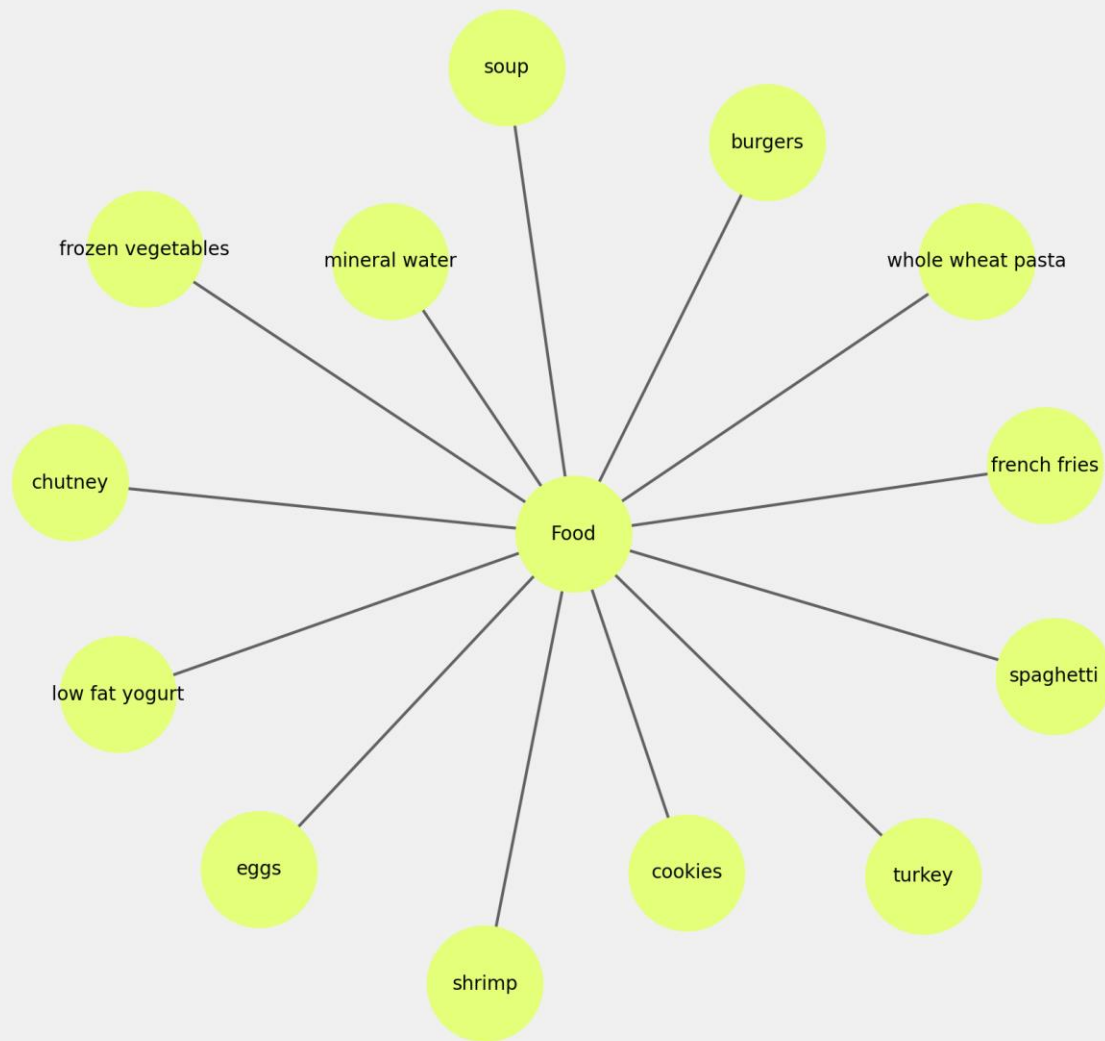 soup
burgers
frozen vegetables
mineral water
whole wheat pasta
french fries
chutney
Food
spaghetti
low fat yogurt
eggs
cookies
turkey
shrimp